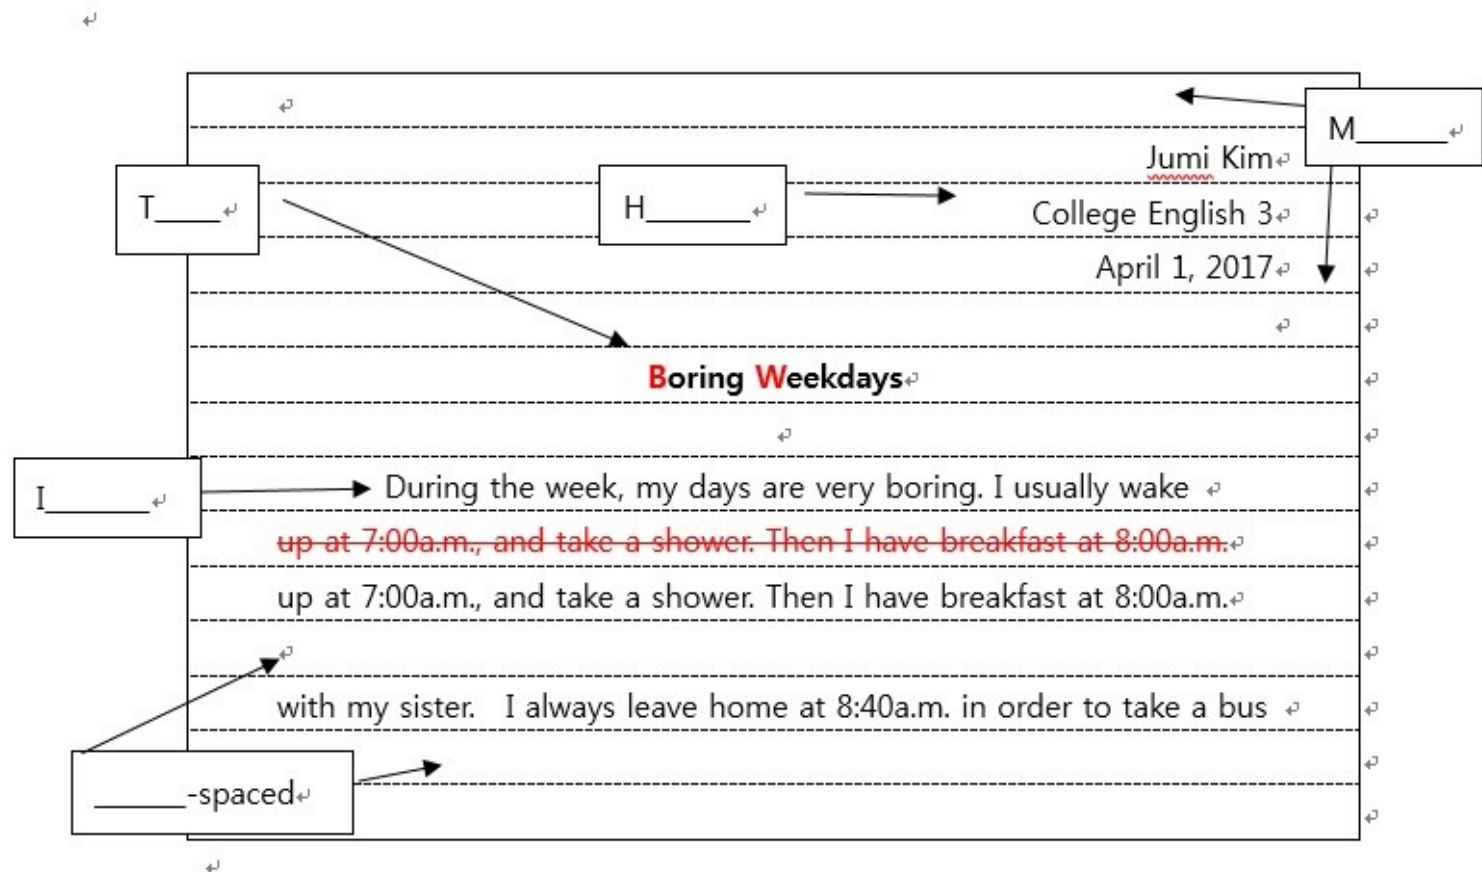 M______
Jumi Kim
T____
H______
College English 3
April 1, 2017
Boring Weekdays
I______
During the week, my days are very boring. I usually wake
up at 7:00a.m., and take a shower. Then I have breakfast at 8:00a.m.
up at 7:00a.m., and take a shower. Then I have breakfast at 8:00a.m.
with my sister.   I always leave home at 8:40a.m. in order to take a bus
______-spaced